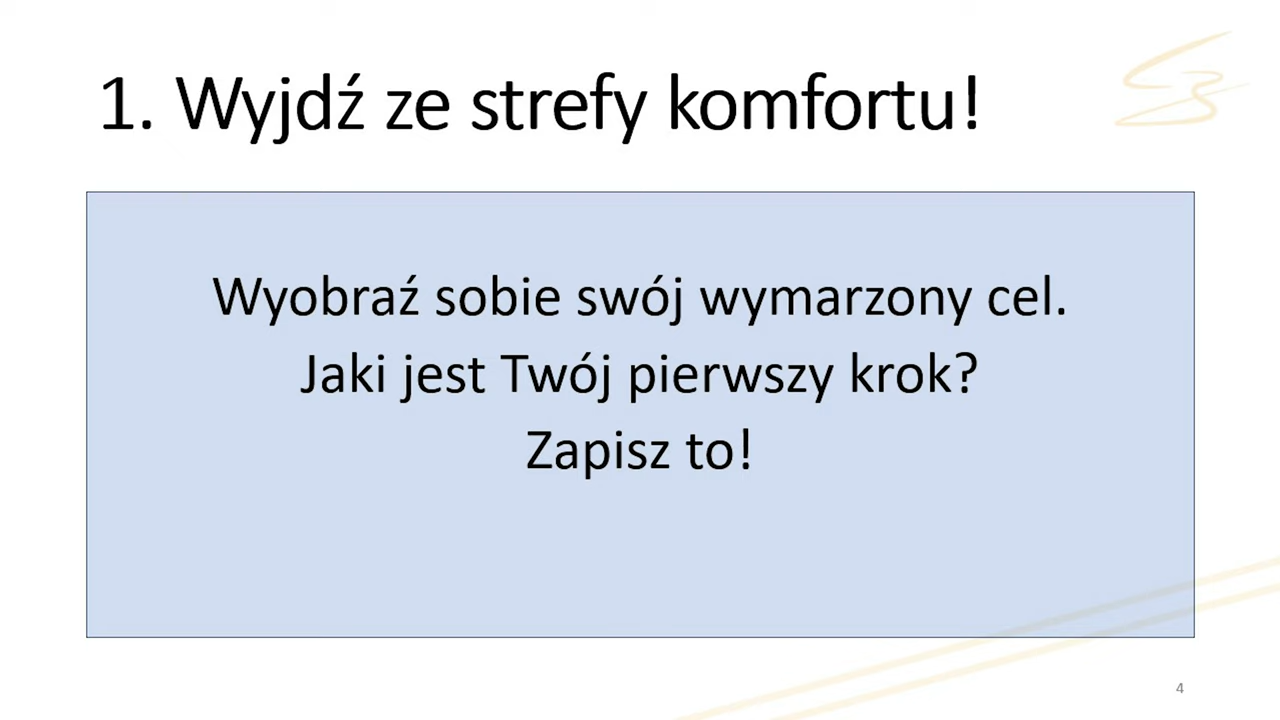 1. Wyjdź ze strefy komfortu!
Wyobraź sobie swój wymarzony cel.
Jaki jest Twój pierwszy krok?
Zapisz to!
4